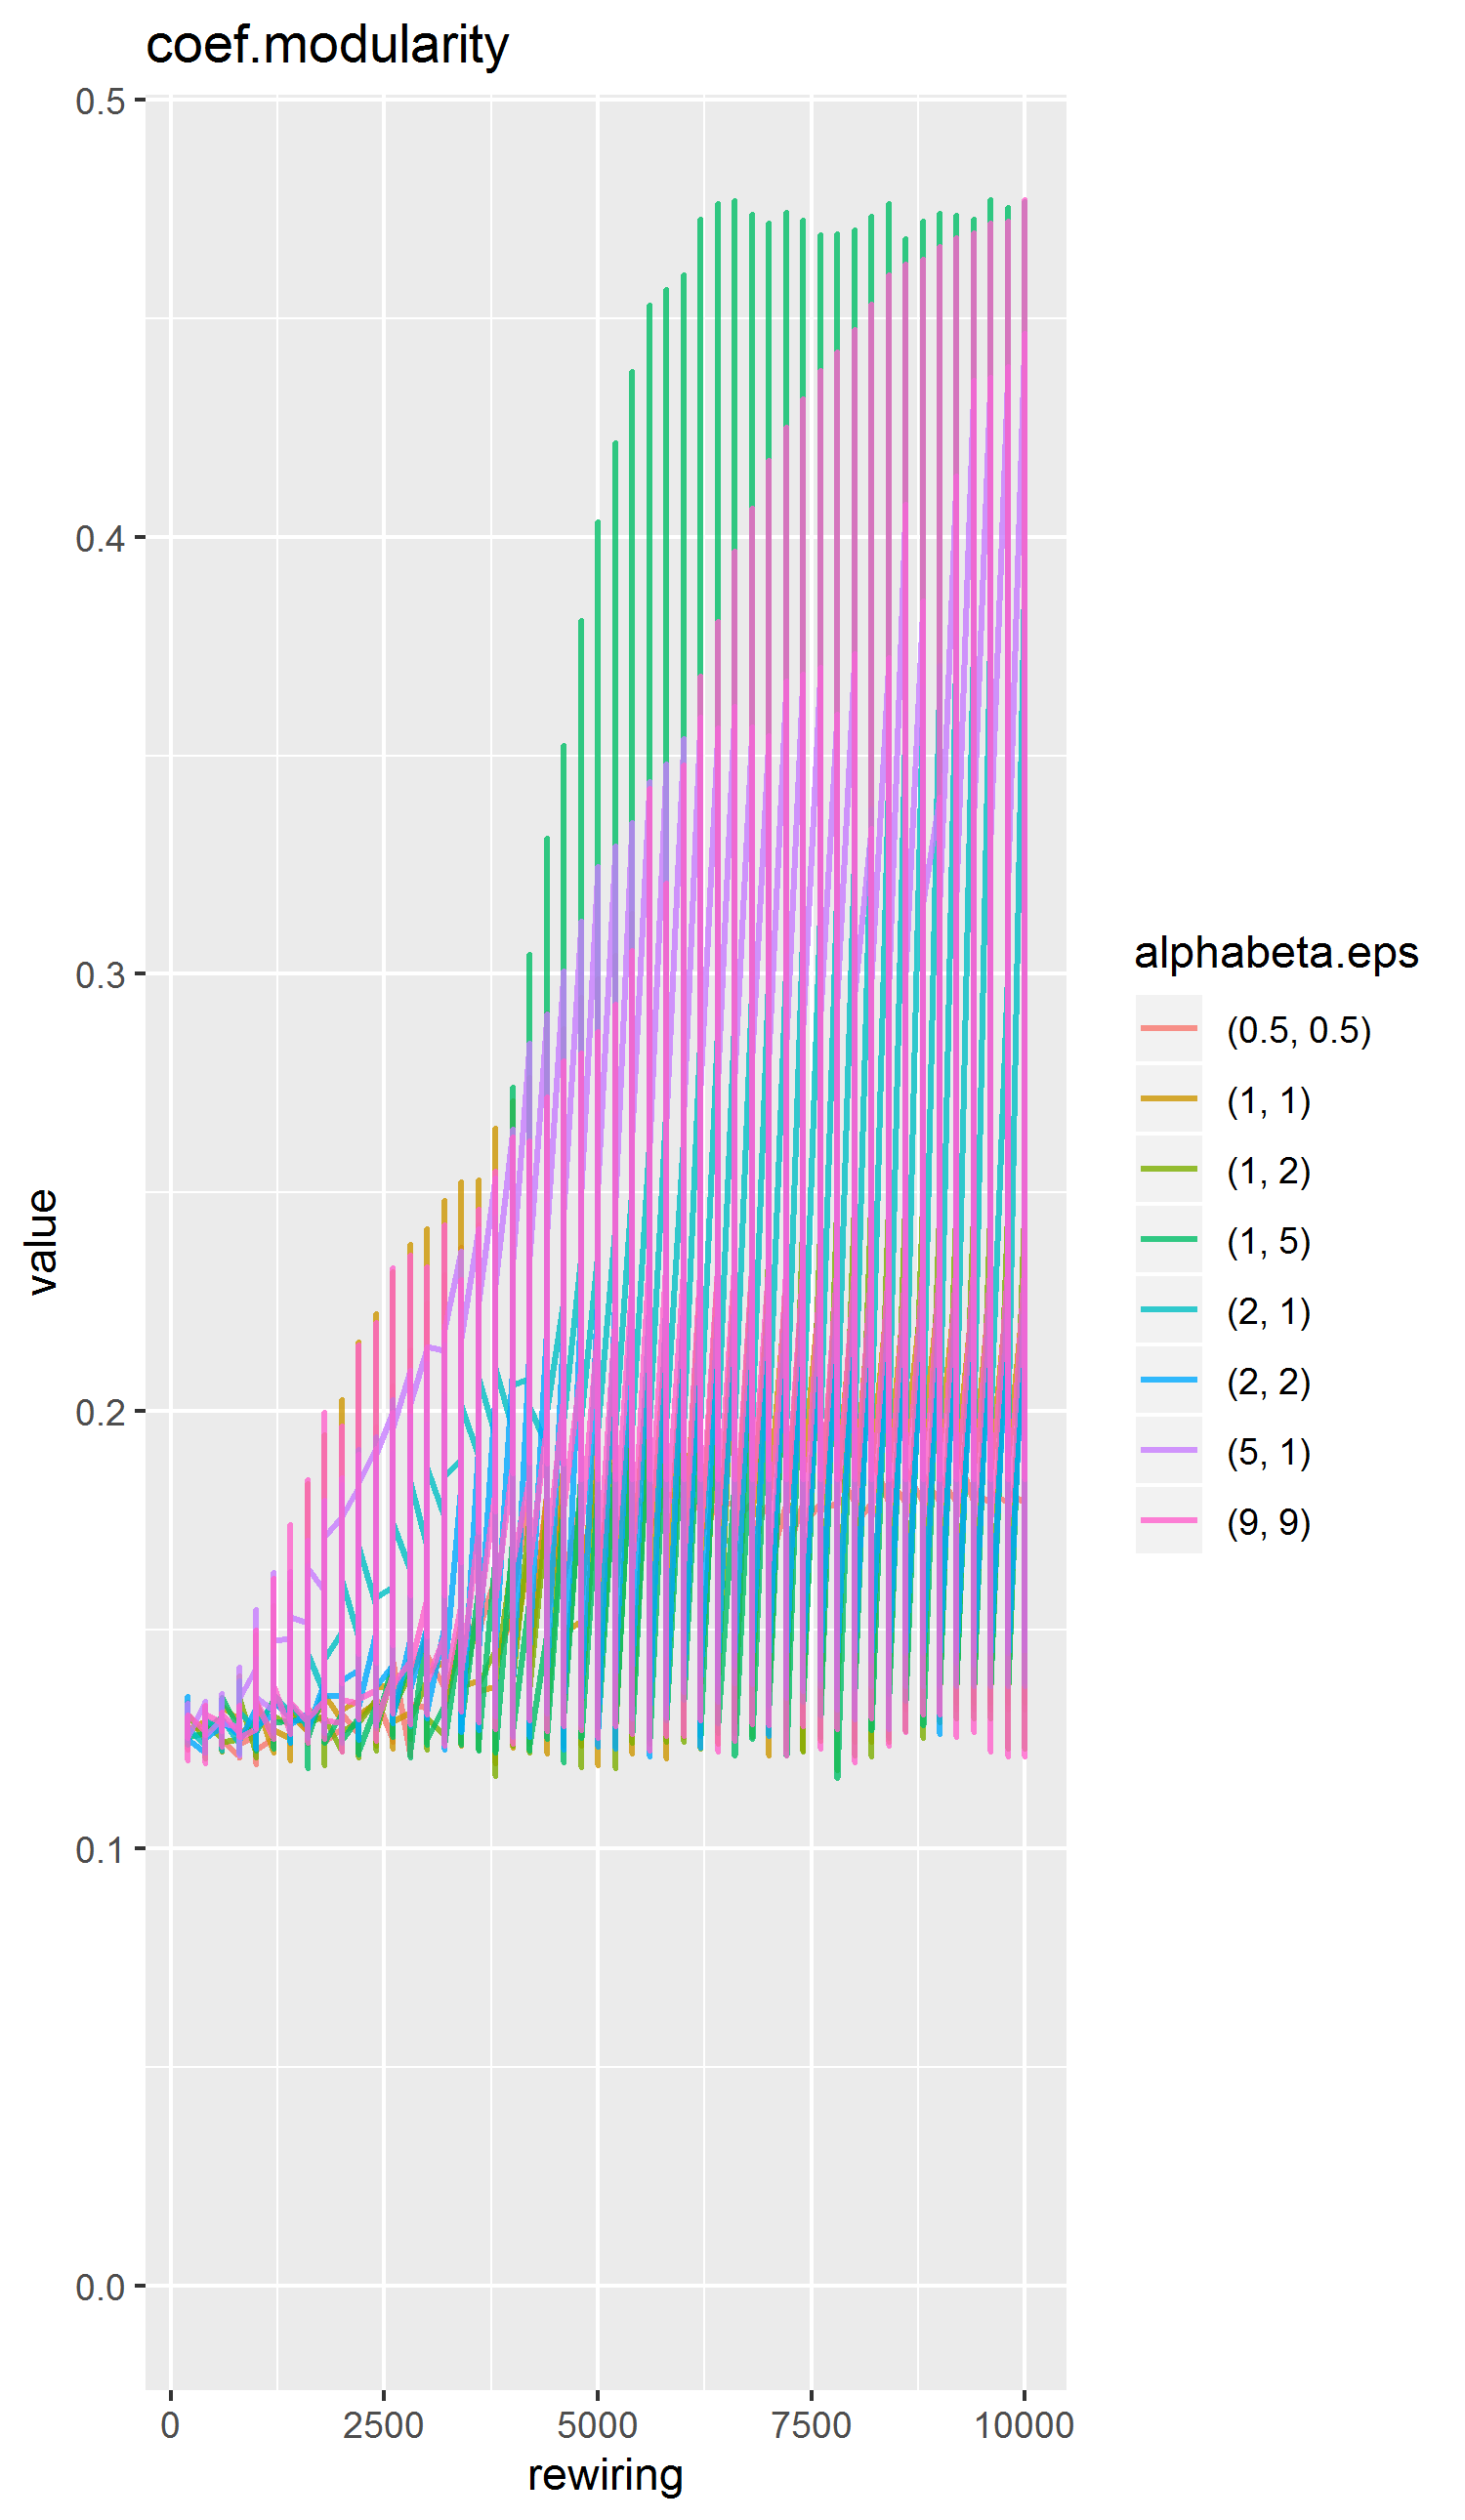 coef.modularity
0.5
0.4
0.3
0.2
0.1
0.0
value
0 2500 5000 7500 10000
rewiring
alphabeta.eps
(0.5, 0.5)
(1, 1)
(1, 2)
(1, 5)
(2, 1)
(2, 2)
(5, 1)
(9, 9)